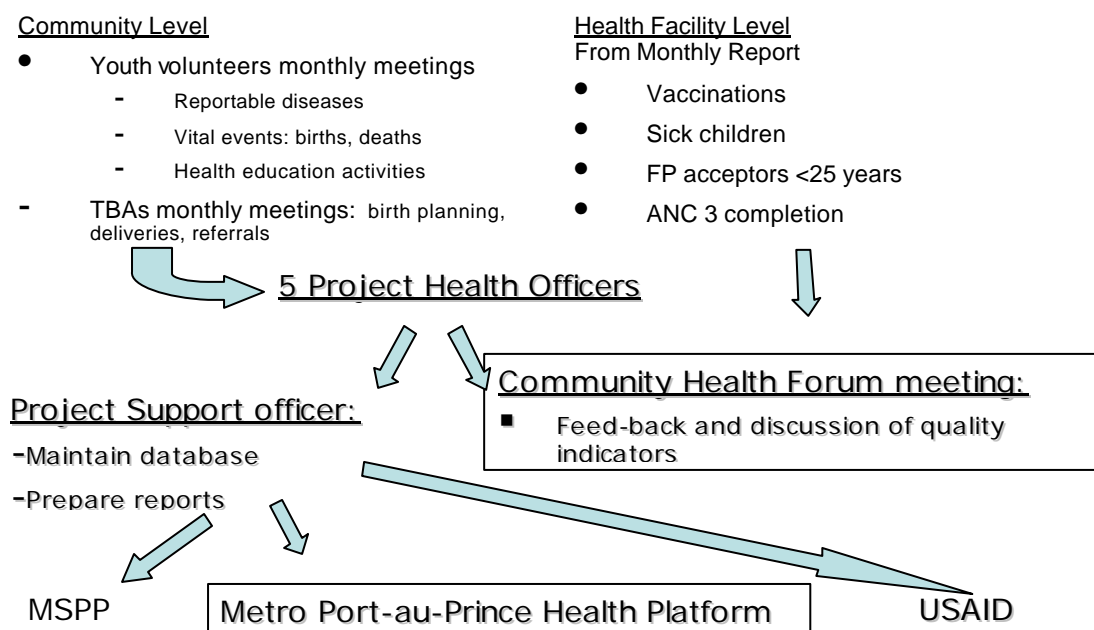 Community Level
• Youth volunteers monthly meetings
- Reportable diseases
- Vital events: births, deaths
- Health education activities
- TBAs monthly meetings: birth planning,
deliveries, referrals
Health Facility Level
From Monthly Report
• Vaccinations
• Sick children
• FP acceptors <25 years
• ANC 3 completion
5 Project Health Officers
Community Health Forum meeting:
▪ Feed-back and discussion of quality
indicators
Project Support officer:
-Maintain database
-Prepare reports
MSPP
Metro Port-au-Prince Health Platform
USAID